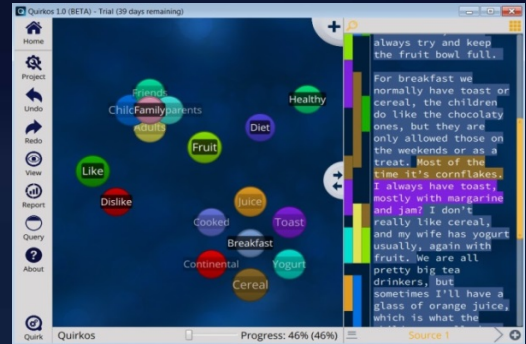 Quirkos 1.0 (BETA) - Trial (39 days remaining)
Home
Project
Undo
Redo
View
Report
Query
About
Quirk
Friends
Family
parents
Adults
Healthy
Diet
Fruit
Like
Dislike
Juice
Cooked
Toast
Breakfast
Continental
Yogurt
Cereal
Quirkos
Progress: 46% (46%)
always try and keep
the fruit bowl full.
For breakfast we
normally have toast or
cereal, the children
do like the chocolaty
ones, but they are
only allowed those on
the weekends or as a
treat. Most of the
time it's cornflakes.
I always have toast,
mostly with margarine
and jam? I don't
really like cereal,
and my wife has yogurt
usually, again with
fruit. We are all
pretty big tea
drinkers, but
sometimes I'll have a
glass of orange juice,
which is what the
Source 1